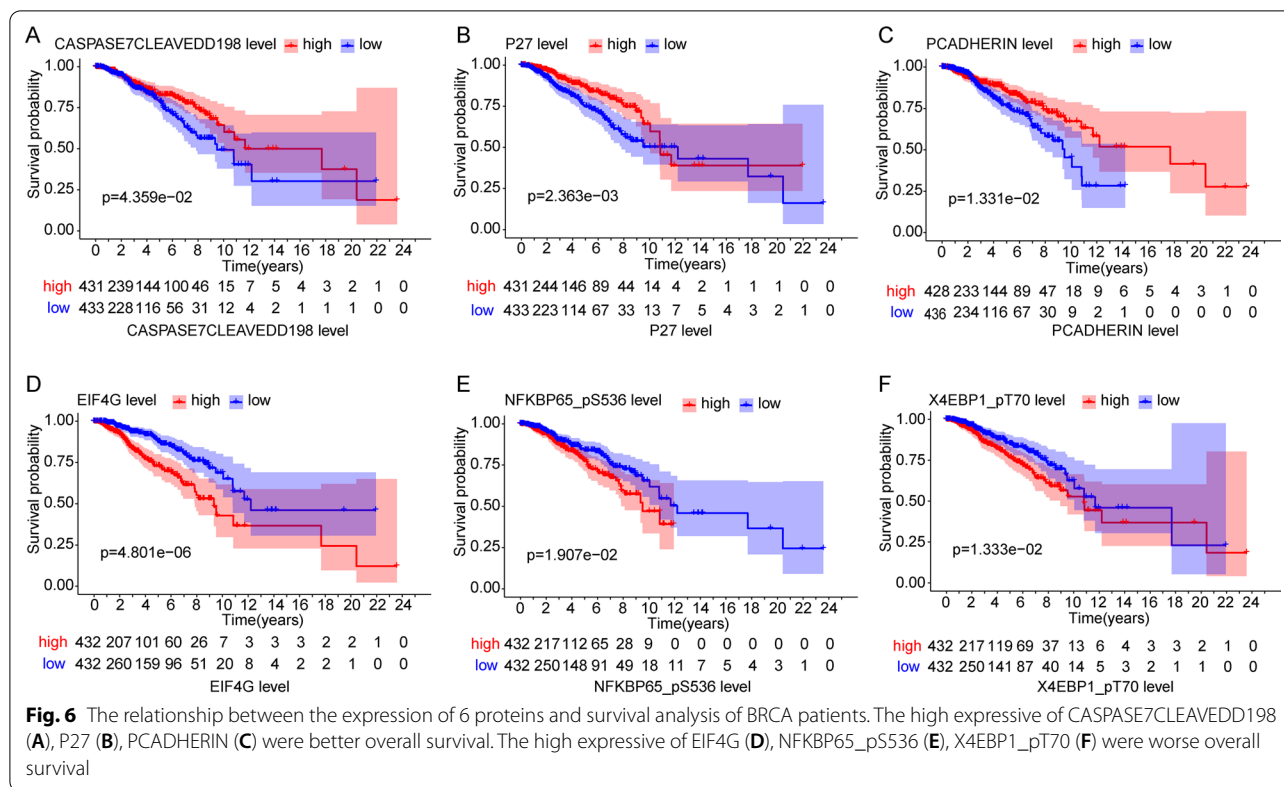 A
CASPASE7CLEAVEDD198 level high low
Survival probability
1.00
0.75
0.50
0.25
0.00
p=4.359e−02
0 2 4 6 8 10 12 14 16 18 20 22 24
Time(years)
high 431 239 144 100 46 15 7 5 4 3 2 1 0
low 433 228 116 56 31 12 4 2 1 1 1 0 0
CASPASE7CLEAVEDD198 level
B
P27 level high low
Survival probability
1.00
0.75
0.50
0.25
0.00
p=2.363e−03
0 2 4 6 8 10 12 14 16 18 20 22 24
Time(years)
high 431 244 146 89 44 14 4 2 1 1 1 0 0
low 433 223 114 67 33 13 7 5 4 3 2 1 0
P27 level
C
PCADHERIN level high low
Survival probability
1.00
0.75
0.50
0.25
0.00
p=1.331e−02
0 2 4 6 8 10 12 14 16 18 20 22 24
Time(years)
high 428 233 144 89 47 18 9 6 5 4 3 1 0
low 436 234 116 67 30 9 2 1 0 0 0 0 0
PCADHERIN level
D
EIF4G level high low
Survival probability
1.00
0.75
0.50
0.25
0.00
p=4.801e−06
0 2 4 6 8 10 12 14 16 18 20 22 24
Time(years)
high 432 207 101 60 26 7 3 3 3 2 2 1 0
low 432 260 159 96 51 20 8 4 2 2 1 0 0
EIF4G level
E
NFKBP65_pS536 level high low
Survival probability
1.00
0.75
0.50
0.25
0.00
p=1.907e−02
0 2 4 6 8 10 12 14 16 18 20 22 24
Time(years)
high 432 217 112 65 28 9 0 0 0 0 0 0 0
low 432 250 148 91 49 18 11 7 5 4 3 1 0
NFKBP65_pS536 level
F
X4EBP1_pT70 level high low
Survival probability
1.00
0.75
0.50
0.25
0.00
p=1.333e−02
0 2 4 6 8 10 12 14 16 18 20 22 24
Time(years)
high 432 217 119 69 37 13 6 4 3 3 2 1 0
low 432 250 141 87 40 14 5 3 2 1 1 0 0
X4EBP1_pT70 level
Fig. 6 The relationship between the expression of 6 proteins and survival analysis of BRCA patients. The high expressive of CASPASE7CLEAVEDD198
(A), P27 (B), PCADHERIN (C) were better overall survival. The high expressive of EIF4G (D), NFKBP65_pS536 (E), X4EBP1_pT70 (F) were worse overall
survival